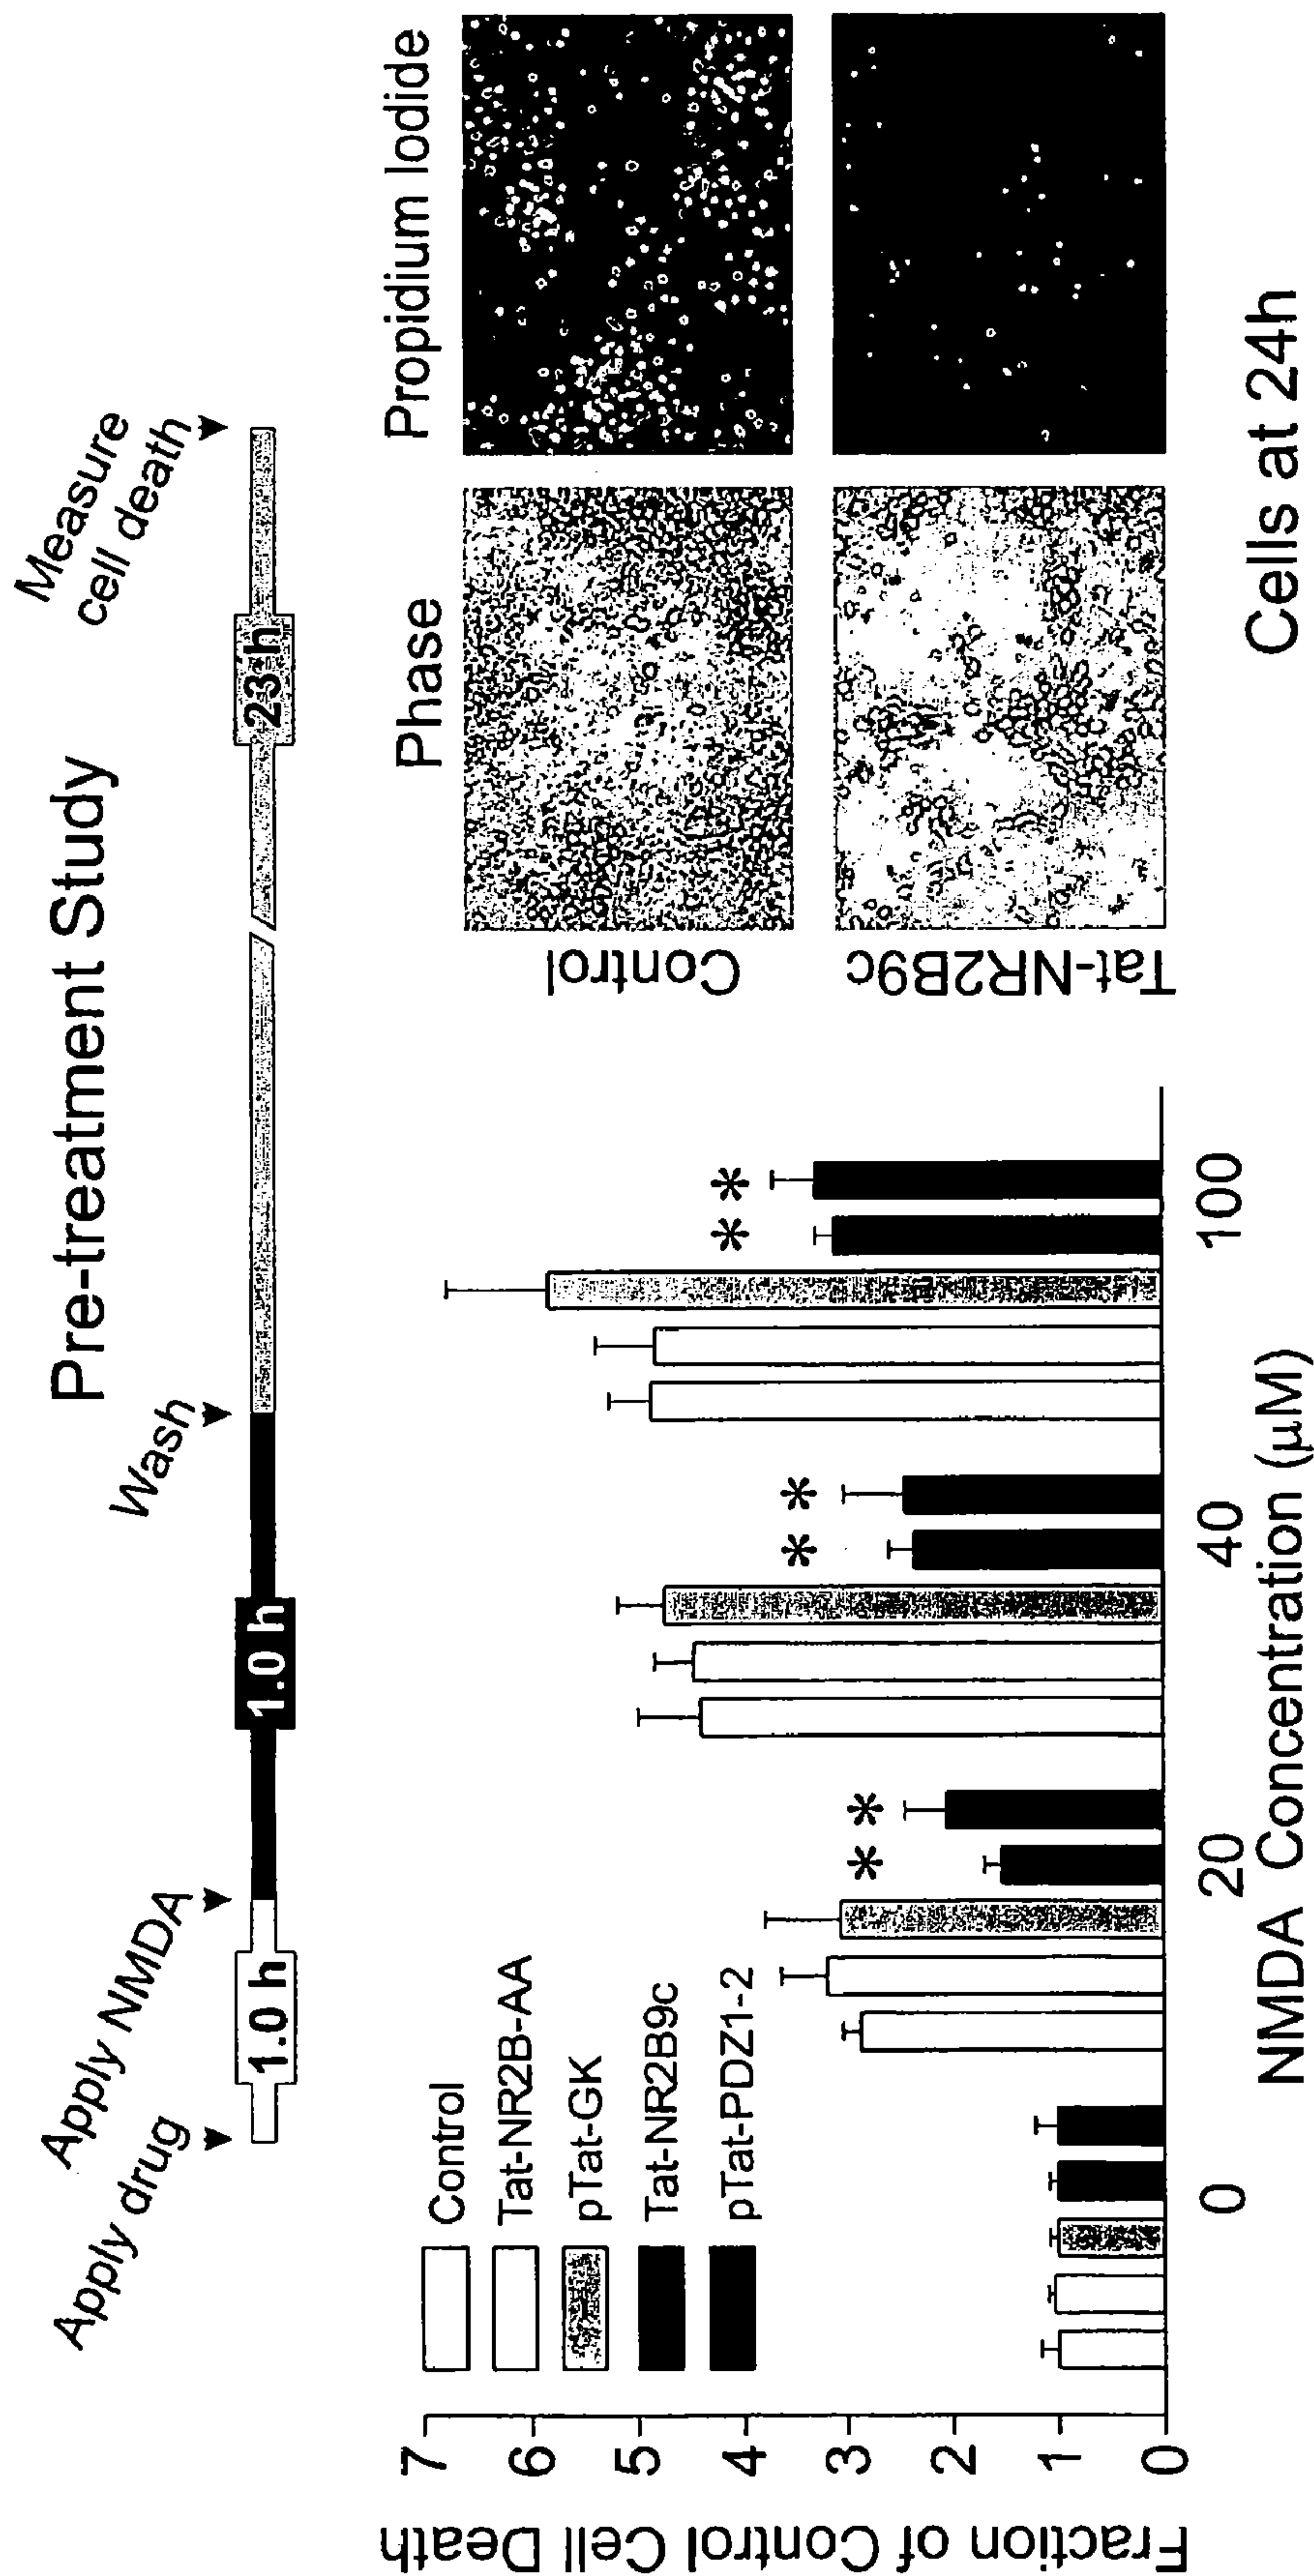 Pre-treatment Study
Apply drug
Apply NMDA
Wash
Measure
cell death
1.0 h
1.0 h
23 h
Control
Tat-NR2B-AA
pTat-GK
Tat-NR2B9c
pTat-PDZ1-2
Fraction of Control Cell Death
7
6
5
4
3
2
1
0
* * * * * *
0 20 40 100
NMDA Concentration (µM)
Phase
Propidium Iodide
Control
Tat-NR2B9c
Cells at 24h